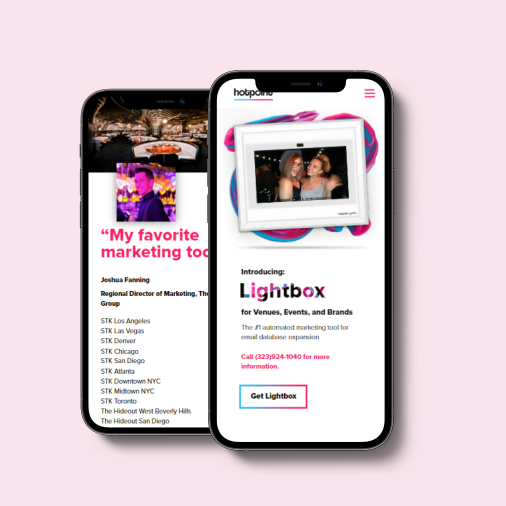 “My favorite
marketing too
Joshua Fanning
Regional Director of Marketing, The
Group
STK Los Angeles
STK Las Vegas
STK Denver
STK Chicago
STK San Diego
STK Atlanta
STK Downtown NYC
STK Midtown NYC
STK Toronto
The Hideout West Beverly Hills
The Hideout San Diego
hotpoint
Introducing:
Lightbox
for Venues, Events, and Brands
The #1 automated marketing tool for
email database expansion
Call (323)924-1040 for more
information.
Get Lightbox